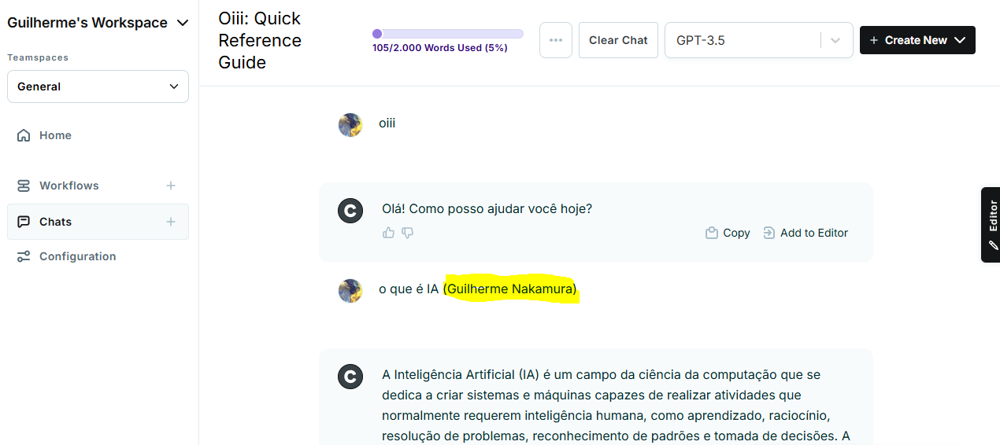 Guilherme's Workspace
Teamspaces
General
Home
Workflows
Chats
Configuration
Oiii: Quick
Reference
Guide
105/2.000 Words Used (5%)
Clear Chat
GPT-3.5
+ Create New
oiii
C
Olá! Como posso ajudar você hoje?
Copy
Add to Editor
o que é IA (Guilherme Nakamura)
C
A Inteligência Artificial (IA) é um campo da ciência da computação que se
dedica a criar sistemas e máquinas capazes de realizar atividades que
normalmente requerem inteligência humana, como aprendizado, raciocínio,
resolução de problemas, reconhecimento de padrões e tomada de decisões. A
Editor